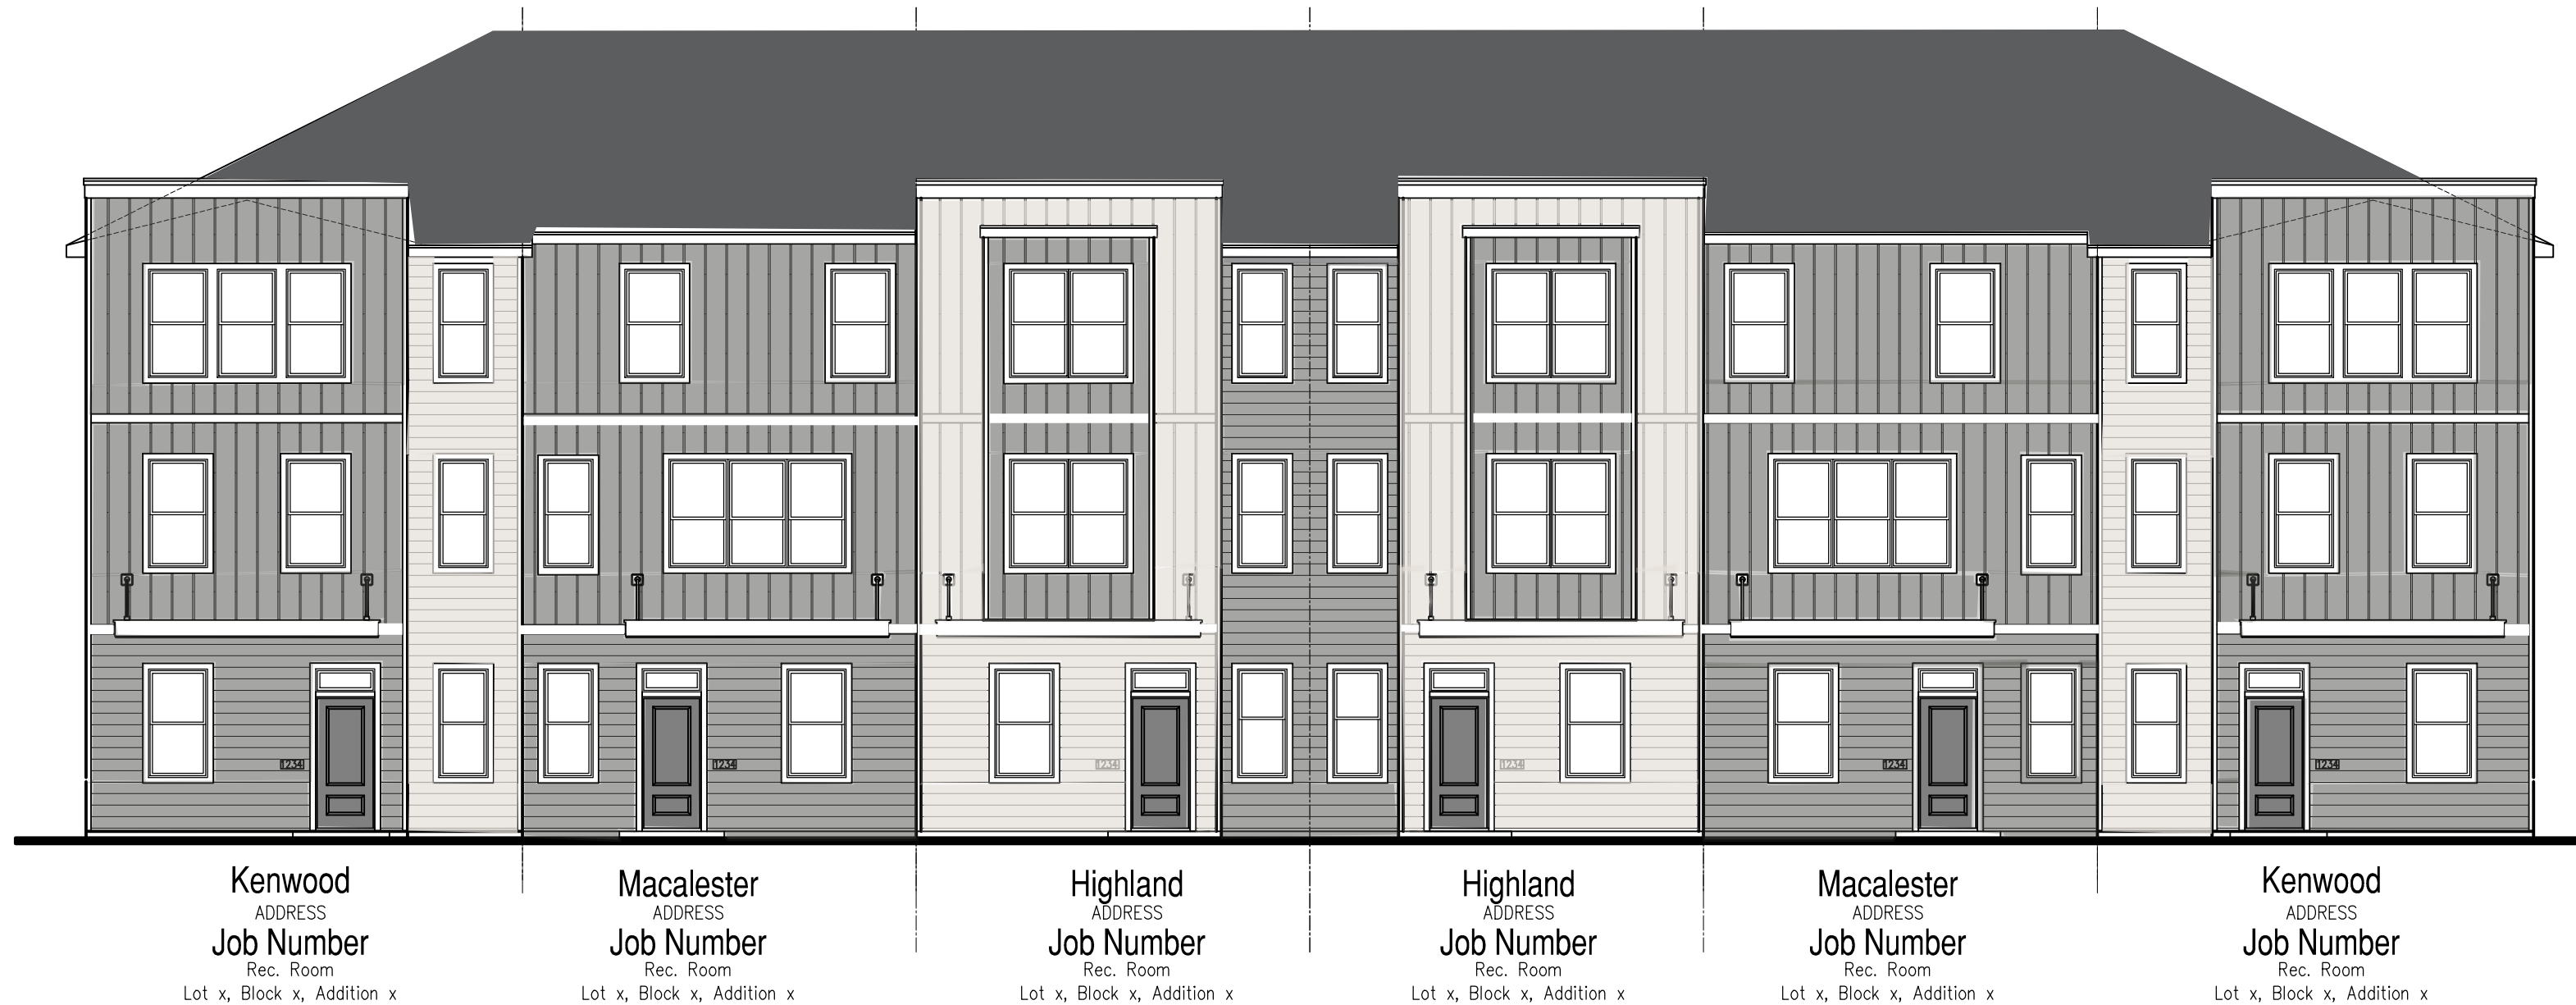 1234 1234 1234 1234 1234 1234
Kenwood Macalester Highland Highland Macalester Kenwood
ADDRESS ADDRESS ADDRESS ADDRESS ADDRESS ADDRESS
Job Number Job Number Job Number Job Number Job Number Job Number
Rec. Room Rec. Room Rec. Room Rec. Room Rec. Room Rec. Room
Lot x, Block x, Addition x Lot x, Block x, Addition x Lot x, Block x, Addition x Lot x, Block x, Addition x Lot x, Block x, Addition x Lot x, Block x, Addition x